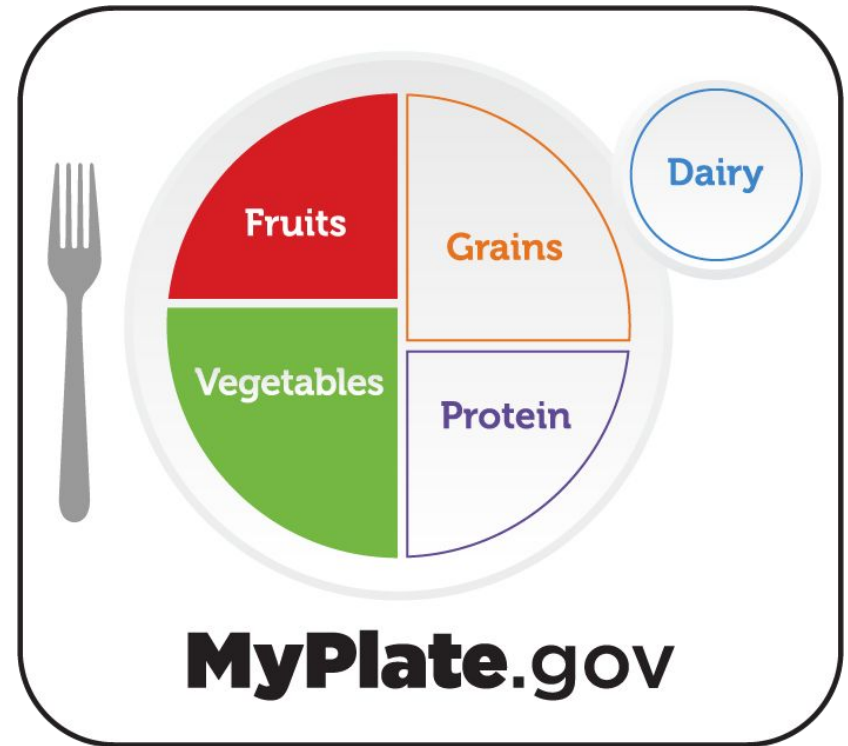 Fruits
Grains
Dairy
Vegetables
Protein
MyPlate.gov